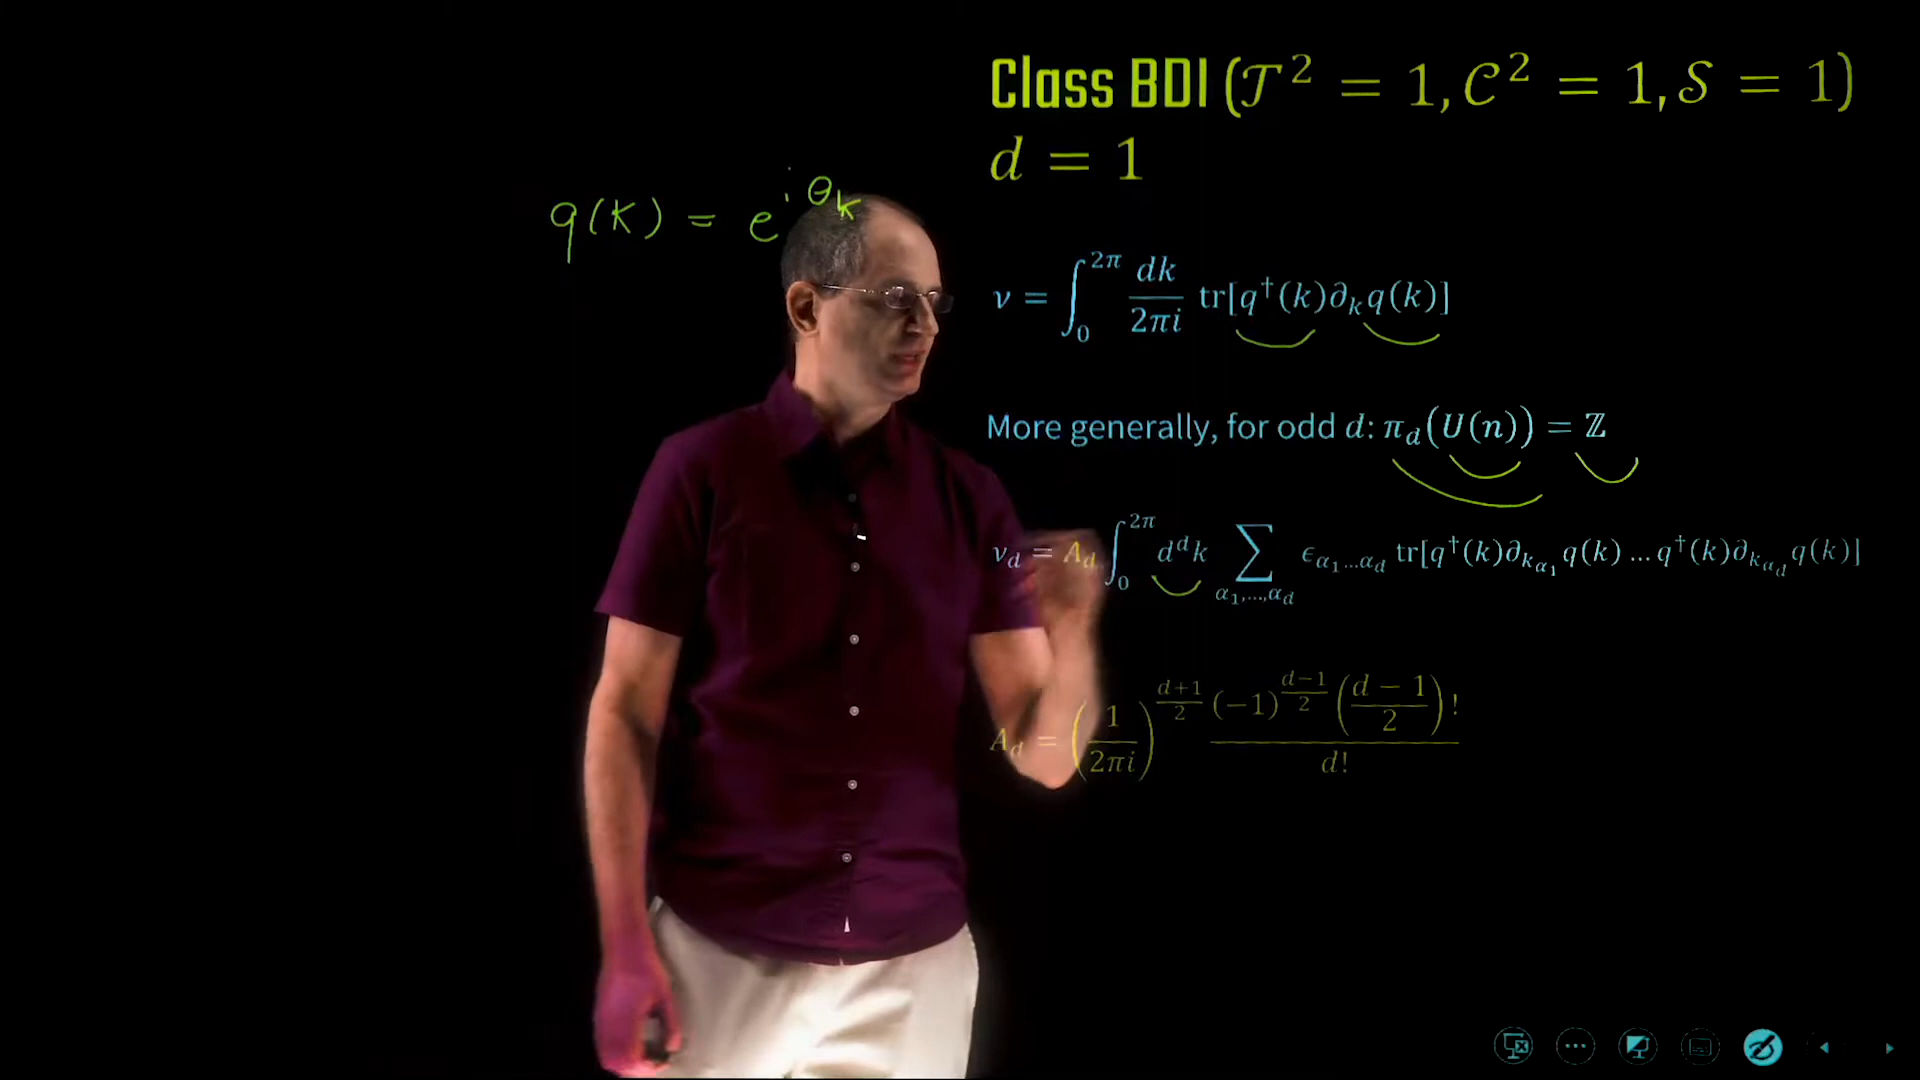 Class BDI (𝒯² = 1, 𝒞² = 1, 𝒮 = 1)
d = 1
q(k) = e^{iθ_k}
ν = ∫₀^{2π} dk/2πi tr[q†(k)∂ₖq(k)]
More generally, for odd d: π_d(U(n)) = ℤ
ν_d = A_d ∫₀^{2π} d^d k ∑_{α₁,…,α_d} ϵ_{α₁…α_d} tr[q†(k)∂_{k_{α₁}} q(k) … q†(k)∂_{k_{α_d}} q(k)]
A_d = (1/2πi)^{(d+1)/2} (−1)^{(d−1)/2} ((d − 1)/2)! / d!